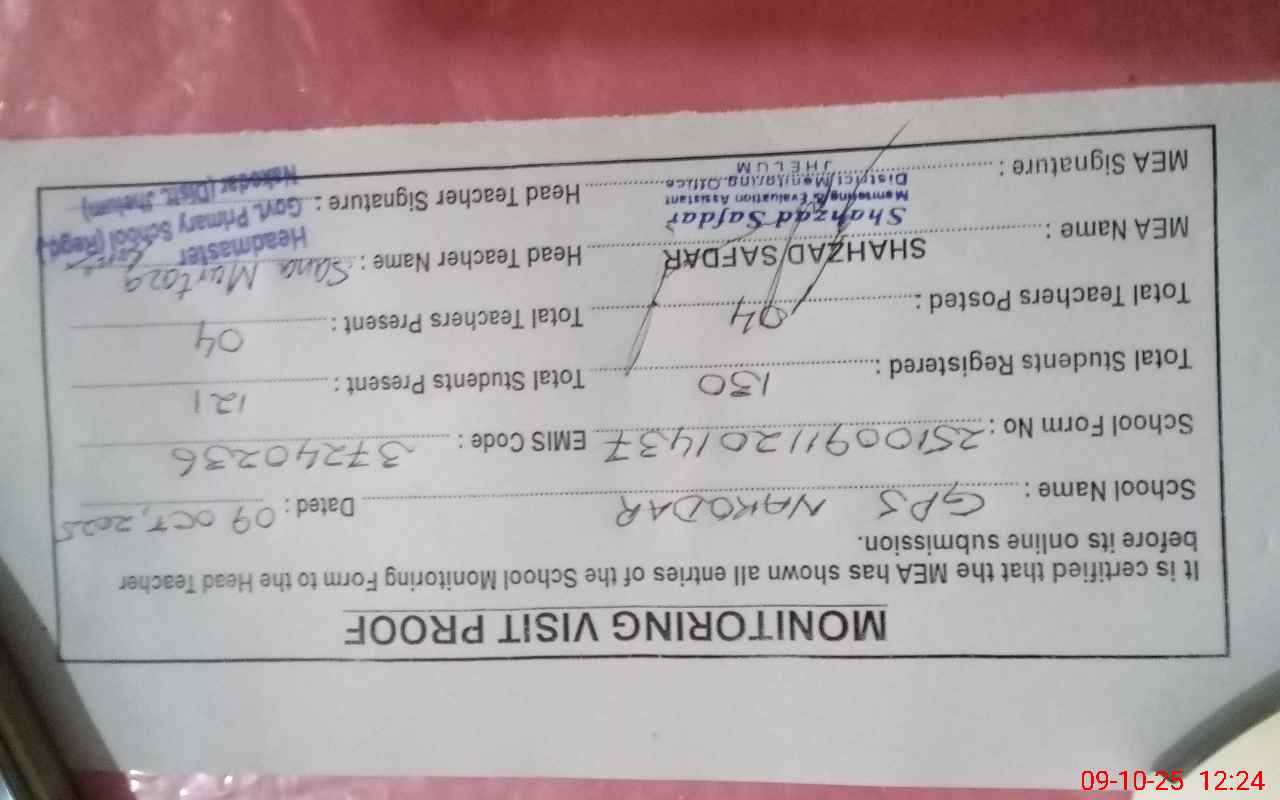 MONITORING VISIT PROOF
It is certified that the MEA has shown all entries of the School Monitoring Form to the Head Teacher
before its online submission.
School Name : GPS NAKODAR Dated : 09 OCT, 2025
School Form No : 25100911201437 EMIS Code : 37240236
Total Students Registered : 130 Total Students Present : 121
Total Teachers Posted : 04 Total Teachers Present : 04
MEA Name : SHAHZAD SAFDAR Head Teacher Name : Sana Murtaza
MEA Signature : Head Teacher Signature :
Shahzad Safdar
Monitoring & Evaluation Assistant
District Monitoring Office
JHELUM
Headmaster
Govt. Primary School (Rega.)
Nakodar (Distt. Jhelum)
09-10-25 12:24